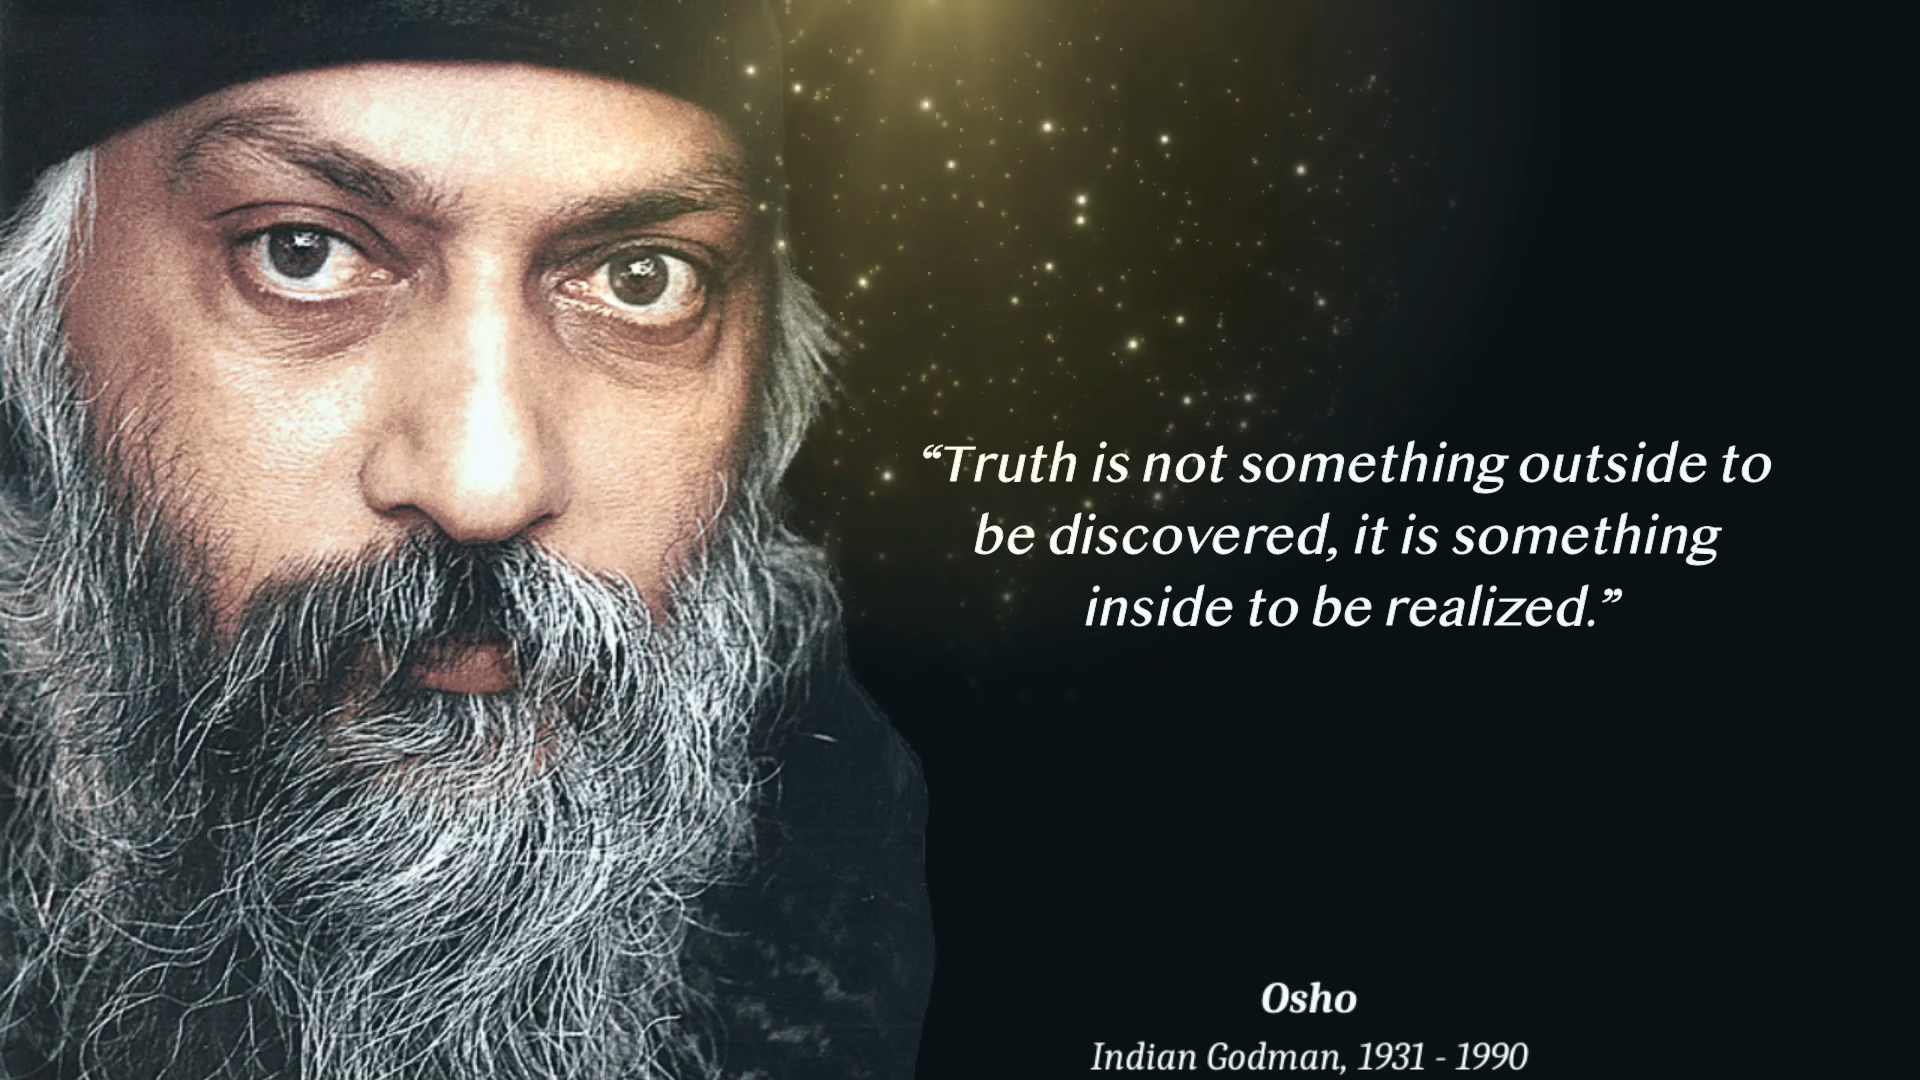 “Truth is not something outside to
be discovered, it is something
inside to be realized.”
Osho
Indian Godman, 1931 - 1990